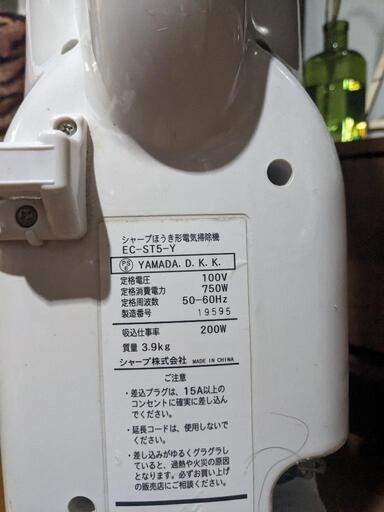 シャープほうき形電気掃除機
EC-ST5-Y
PSE YAMADA. D. K. K.
定格電圧 100V
定格消費電力 750W
定格周波数 50-60Hz
製造番号 19595
吸込仕事率 200W
質量 3.9kg
シャープ株式会社 MADE IN CHINA
ご注意
・差込プラグは、15A以上の
コンセントに確実に差し込ん
でください。
・延長コードは、使用しないで
ください。
・差し込みがゆるくグラグラし
ていると、過熱や火災の原因
となります。必ずお買い上げ
の販売店にご相談ください。